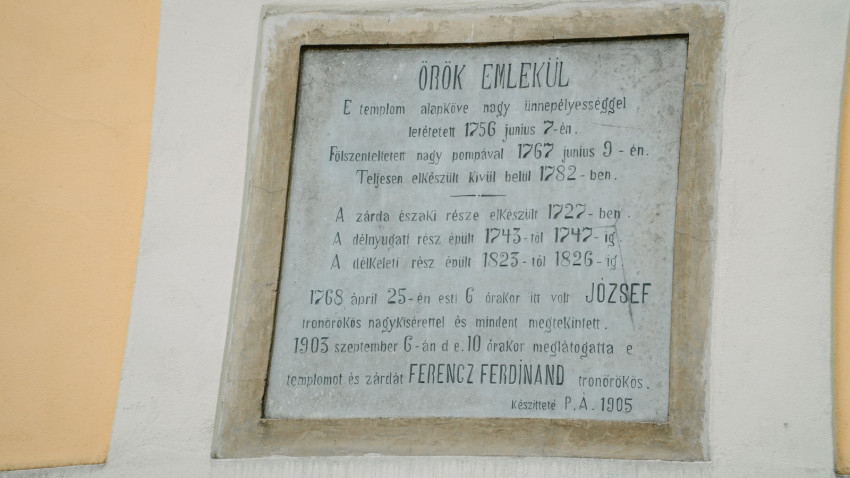 ÖRÖK EMLEKÜL
E templom alapköve nagy ünnepélyességgel
letétetett 1756 junius 7-én.
Fölszenteltetett nagy pompával 1767 junius 9-én.
Teljesen elkészült kivül belül 1782-ben.
A zárda északi része elkészült 1727-ben.
A délnyugati rész épült 1743-tól 1747-ig.
A délkeleti rész épült 1823-tól 1826-ig
1768 ápril 25-én esti 6 órakor itt volt JÓZSEF
trónörökös nagykisérettel és mindent megtekintett.
1903 szeptember 6-án d e. 10 órakor meglátogatta e
templomot és zárdát FERENCZ FERDINAND trónörökös.
Készittetté P. Á. 1905